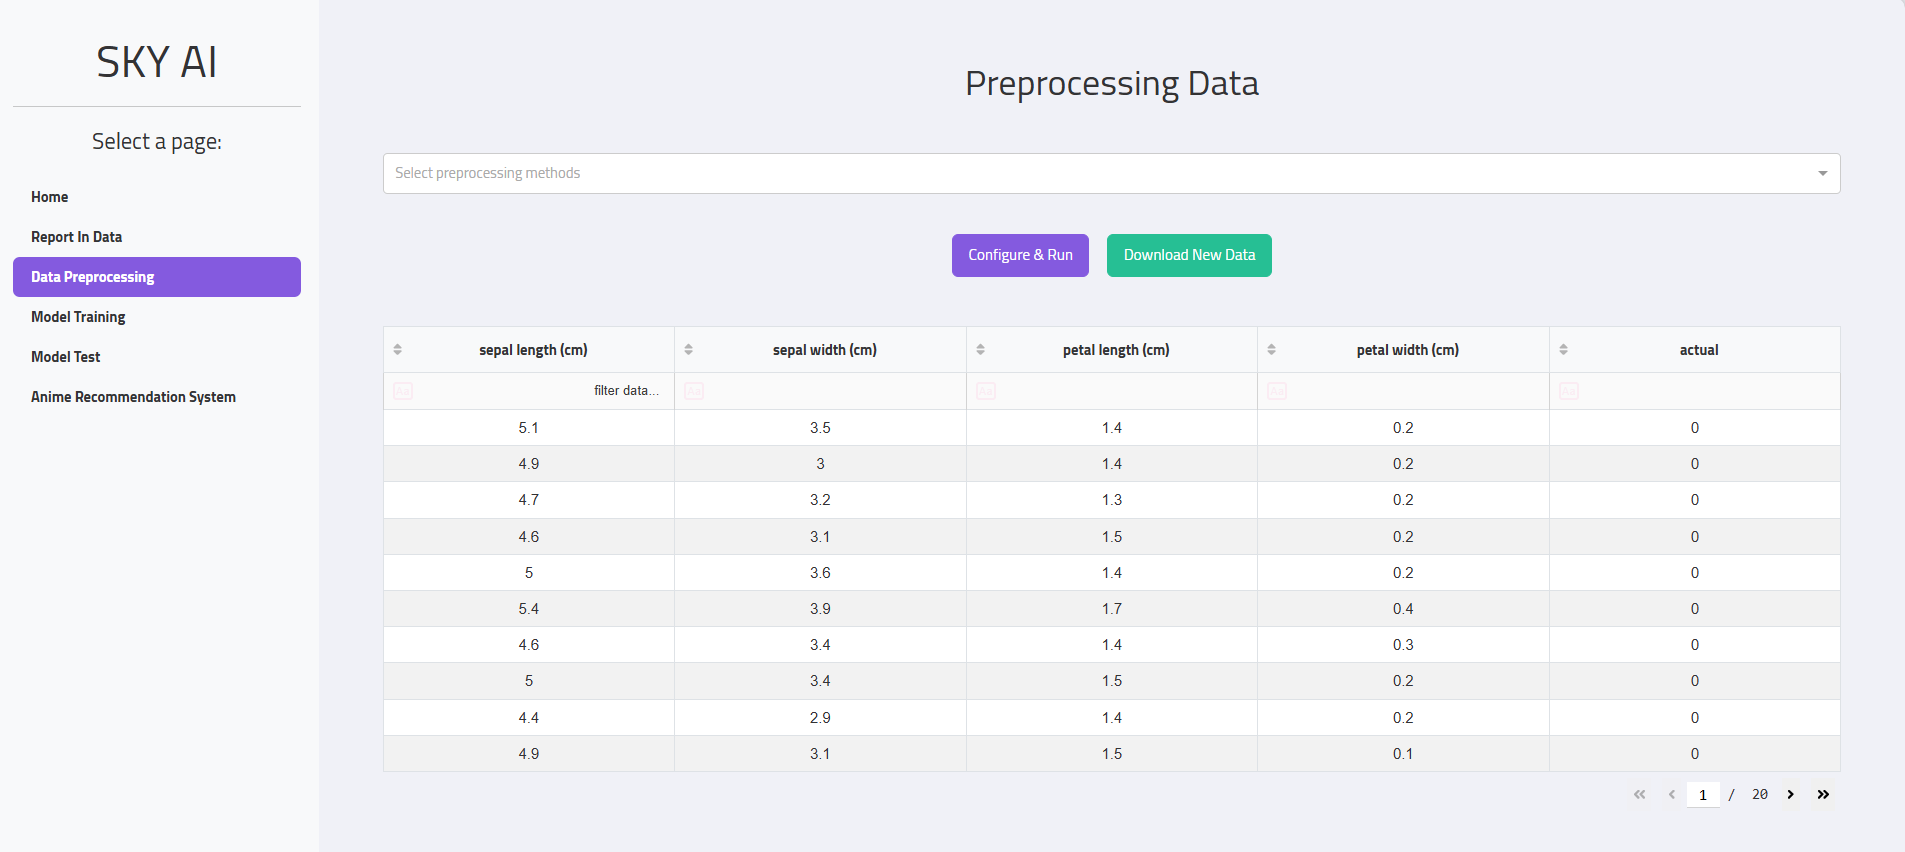 SKY AI
Select a page:
Home
Report In Data
Data Preprocessing
Model Training
Model Test
Anime Recommendation System
Preprocessing Data
Select preprocessing methods
Configure & Run Download New Data
sepal length (cm) sepal width (cm) petal length (cm) petal width (cm) actual
Aa filter data... Aa Aa Aa Aa
5.1 3.5 1.4 0.2 0
4.9 3 1.4 0.2 0
4.7 3.2 1.3 0.2 0
4.6 3.1 1.5 0.2 0
5 3.6 1.4 0.2 0
5.4 3.9 1.7 0.4 0
4.6 3.4 1.4 0.3 0
5 3.4 1.5 0.2 0
4.4 2.9 1.4 0.2 0
4.9 3.1 1.5 0.1 0
1 / 20